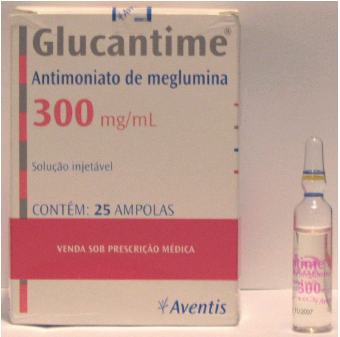 Glucantime®
Antimoniato de meglumina
300 mg/mL
Solução injetável
CONTÉM: 25 AMPOLAS
VENDA SOB PRESCRIÇÃO MÉDICA
Aventis
300